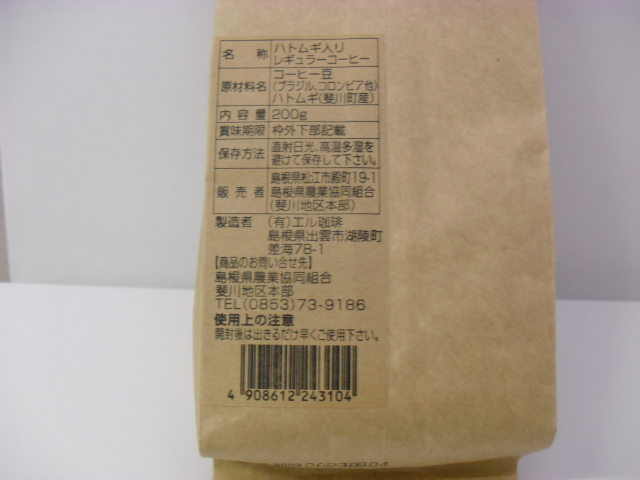 名称 ハトムギ入り
レギュラーコーヒー
原材料名 コーヒー豆
(ブラジル、コロンビア他)
ハトムギ(斐川町産)
内容量 200g
賞味期限 枠外下部記載
保存方法 直射日光、高温多湿を
避けて保存して下さい。
販売者 島根県松江市殿町19-1
島根県農業協同組合
(斐川地区本部)
製造者 (有)エル珈琲
島根県出雲市湖陵町
差海78-1
【商品のお問い合せ先】
島根県農業協同組合
斐川地区本部
TEL(0853)73-9186
使用上の注意
開封後は出きるだけ早くご使用下さい。
4 908612 243104